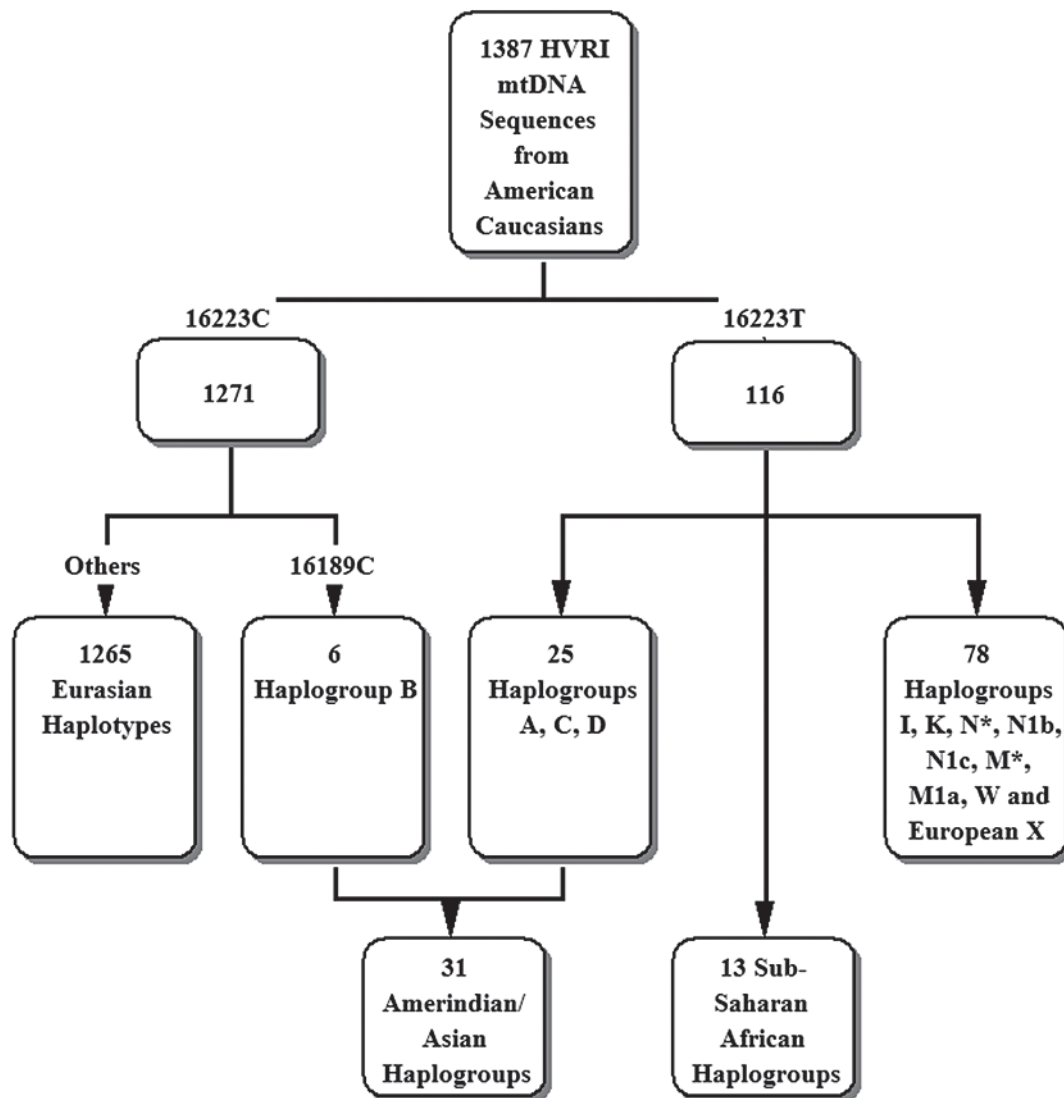 1387 HVRI
mtDNA
Sequences
from
American
Caucasians
16223C
16223T
1271
116
Others
16189C
1265
Eurasian
Haplotypes
6
Haplogroup B
25
Haplogroups
A, C, D
78
Haplogroups
I, K, N*, N1b,
N1c, M*,
M1a, W and
European X
31
Amerindian/
Asian
Haplogroups
13 Sub-
Saharan
African
Haplogroups